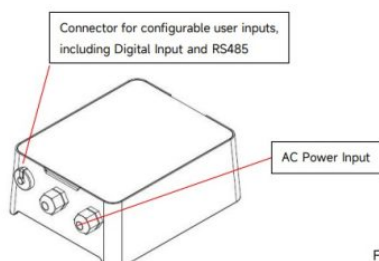 Connector for configurable user inputs,
including Digital Input and RS485
AC Power Input
F